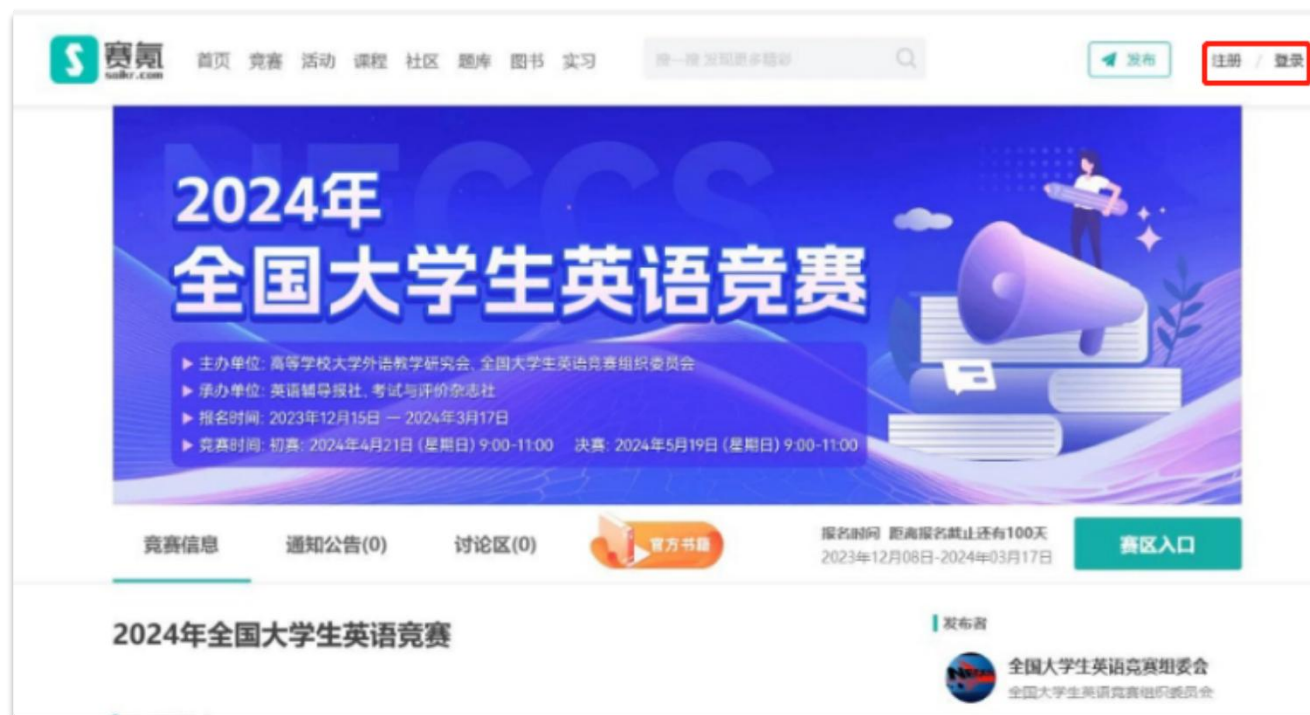 赛氪
saikr.com
首页 竞赛 活动 课程 社区 题库 图书 实习
搜一搜 发现更多精彩
发布
注册 / 登录
NECCS
2024年
全国大学生英语竞赛
▶ 主办单位: 高等学校大学外语教学研究会, 全国大学生英语竞赛组织委员会
▶ 承办单位: 英语辅导报社, 考试与评价杂志社
▶ 报名时间: 2023年12月15日 — 2024年3月17日
▶ 竞赛时间: 初赛: 2024年4月21日 (星期日) 9:00-11:00 决赛: 2024年5月19日 (星期日) 9:00-11:00
竞赛信息 通知公告(0) 讨论区(0) 官方书籍
报名时间 距离报名截止还有100天
2023年12月08日-2024年03月17日
赛区入口
2024年全国大学生英语竞赛
发布者
全国大学生英语竞赛组委会
全国大学生英语竞赛组织委员会